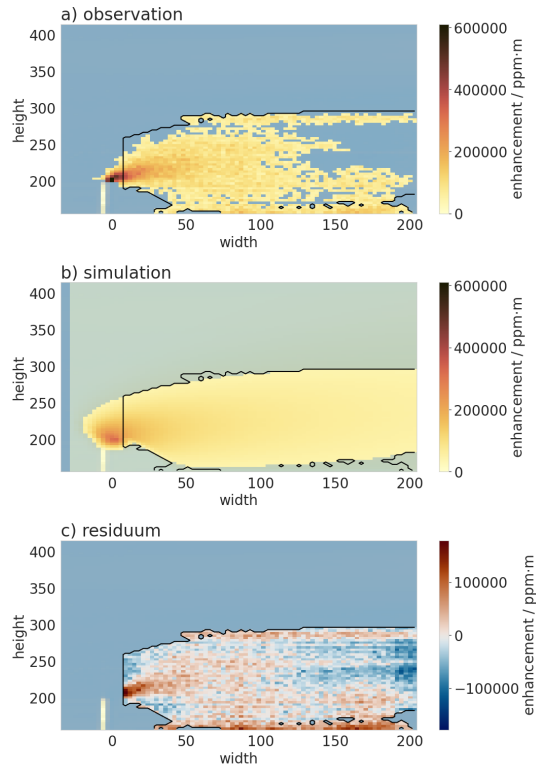 a) observation
400
350
300
250
200
height
0 50 100 150 200
width
600000
400000
200000
0
enhancement / ppm·m
b) simulation
400
350
300
250
200
height
0 50 100 150 200
width
600000
400000
200000
0
enhancement / ppm·m
c) residuum
400
350
300
250
200
height
0 50 100 150 200
width
100000
0
−100000
enhancement / ppm·m